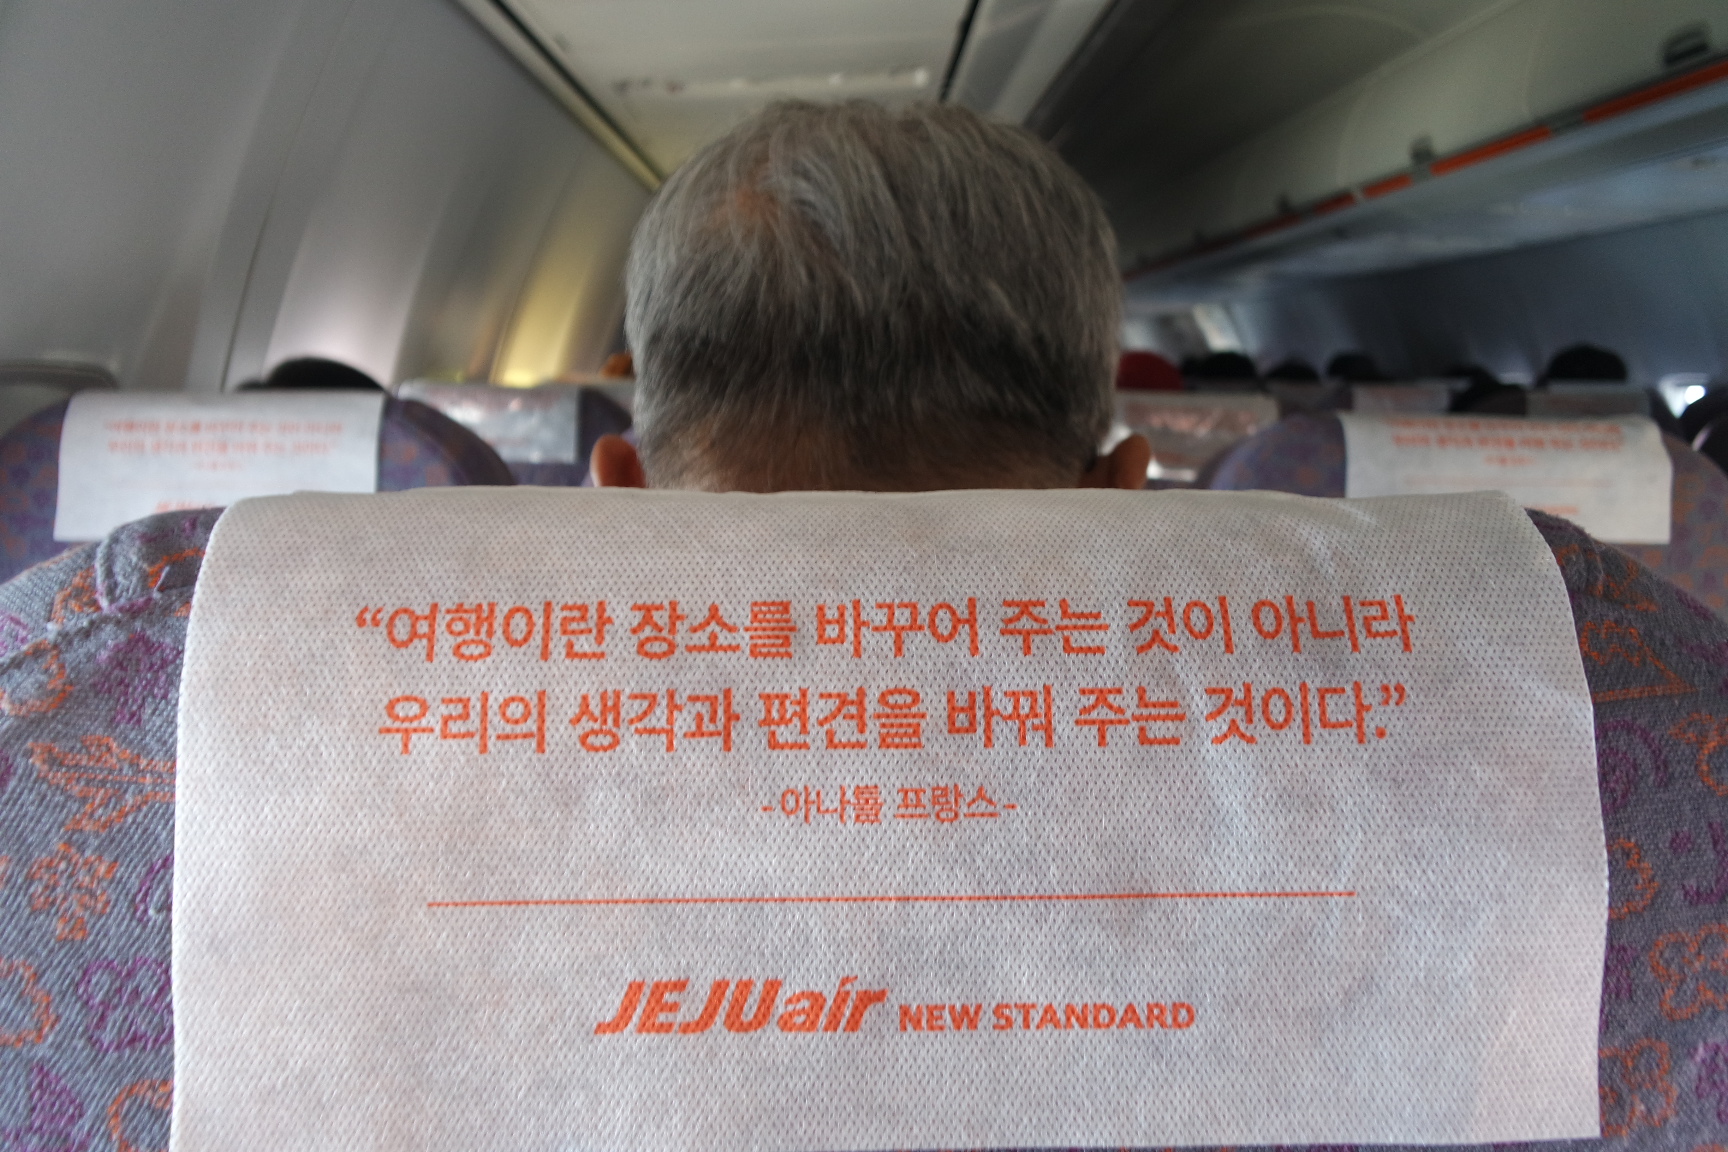 “여행이란 장소를 바꾸어 주는 것이 아니라
우리의 생각과 편견을 바꿔 주는 것이다.”
-아나톨 프랑스-
JEJUair NEW STANDARD